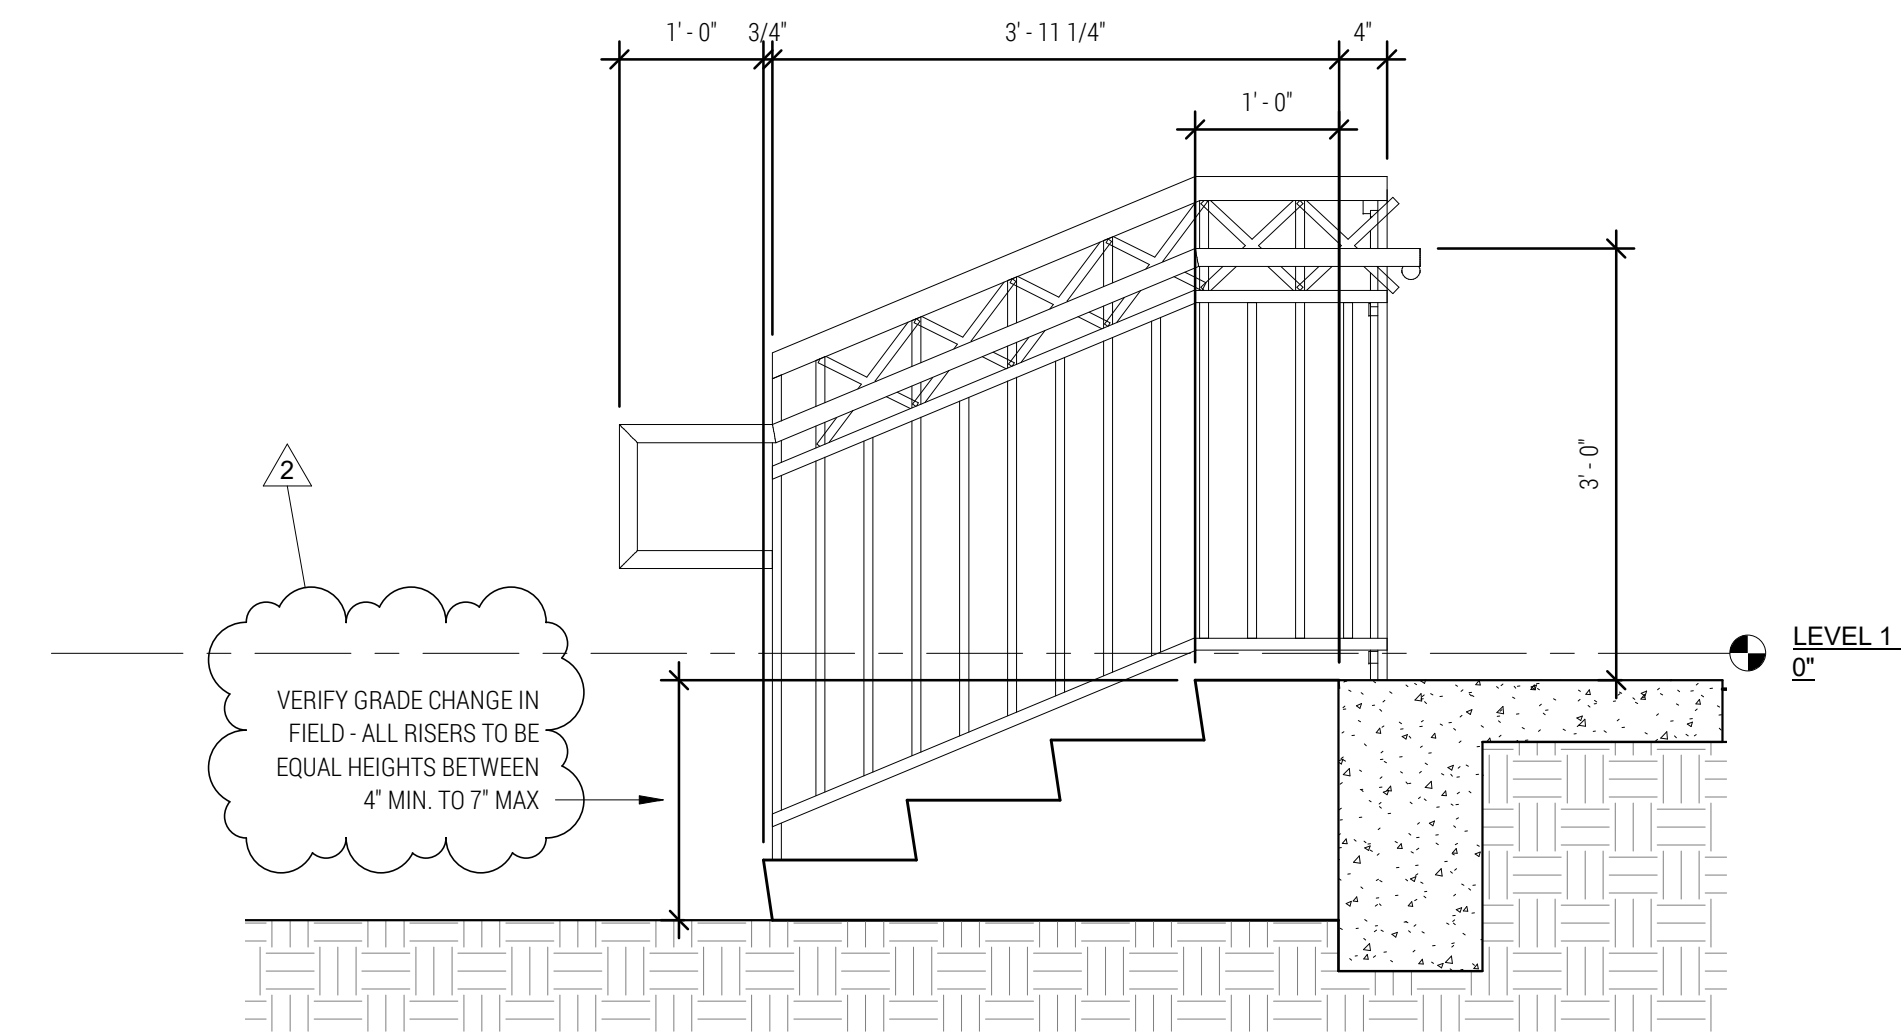 1' - 0" 3/4" 3' - 11 1/4" 4"
1' - 0"
3' - 0"
2
LEVEL 1
0"
VERIFY GRADE CHANGE IN
FIELD - ALL RISERS TO BE
EQUAL HEIGHTS BETWEEN
4" MIN. TO 7" MAX